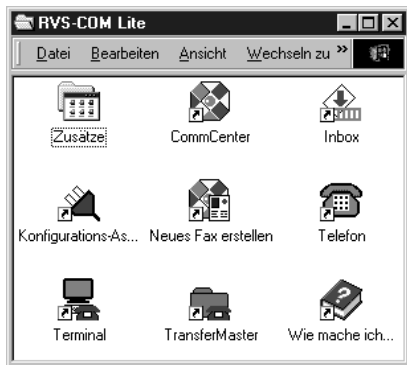 RVS-COM Lite
Datei Bearbeiten Ansicht Wechseln zu »
Zusätze CommCenter Inbox
Konfigurations-As... Neues Fax erstellen Telefon
Terminal TransferMaster Wie mache ich...